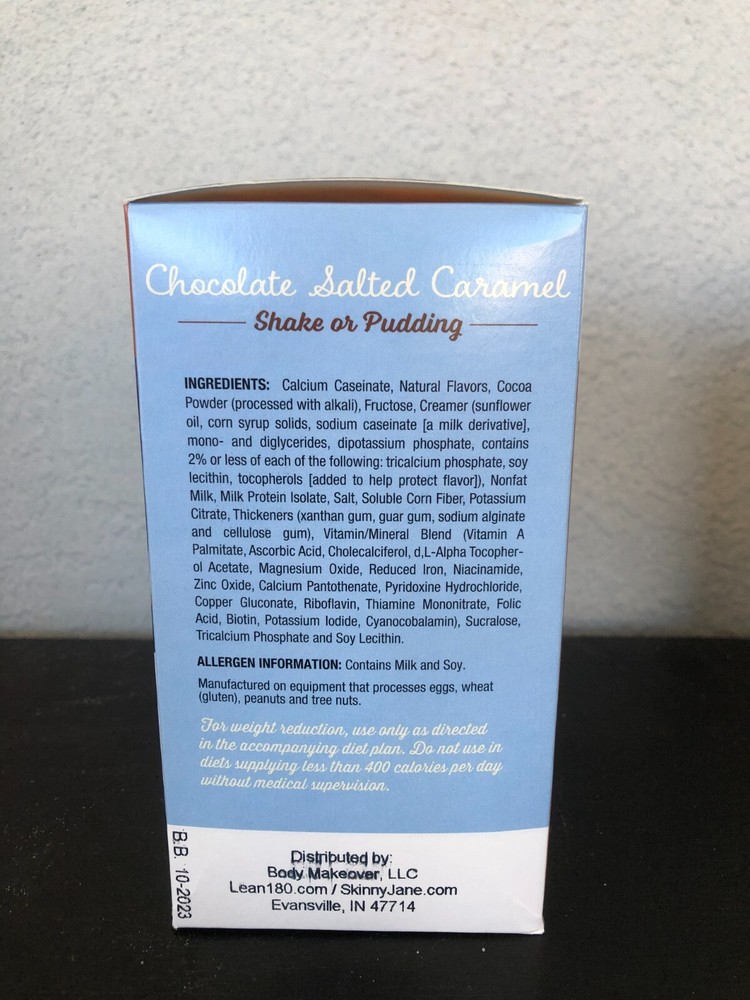 Chocolate Salted Caramel
Shake or Pudding
INGREDIENTS: Calcium Caseinate, Natural Flavors, Cocoa
Powder (processed with alkali), Fructose, Creamer (sunflower
oil, corn syrup solids, sodium caseinate [a milk derivative],
mono- and diglycerides, dipotassium phosphate, contains
2% or less of each of the following: tricalcium phosphate, soy
lecithin, tocopherols [added to help protect flavor]), Nonfat
Milk, Milk Protein Isolate, Salt, Soluble Corn Fiber, Potassium
Citrate, Thickeners (xanthan gum, guar gum, sodium alginate
and cellulose gum), Vitamin/Mineral Blend (Vitamin A
Palmitate, Ascorbic Acid, Cholecalciferol, d,L-Alpha Tocopher-
ol Acetate, Magnesium Oxide, Reduced Iron, Niacinamide,
Zinc Oxide, Calcium Pantothenate, Pyridoxine Hydrochloride,
Copper Gluconate, Riboflavin, Thiamine Mononitrate, Folic
Acid, Biotin, Potassium Iodide, Cyanocobalamin), Sucralose,
Tricalcium Phosphate and Soy Lecithin.
ALLERGEN INFORMATION: Contains Milk and Soy.
Manufactured on equipment that processes eggs, wheat
(gluten), peanuts and tree nuts.
For weight reduction, use only as directed
in the accompanying diet plan. Do not use in
diets supplying less than 400 calories per day
without medical supervision.
B.B. 10-2023
Distributed by:
Body Makeover, LLC
Lean180.com / SkinnyJane.com
Evansville, IN 47714